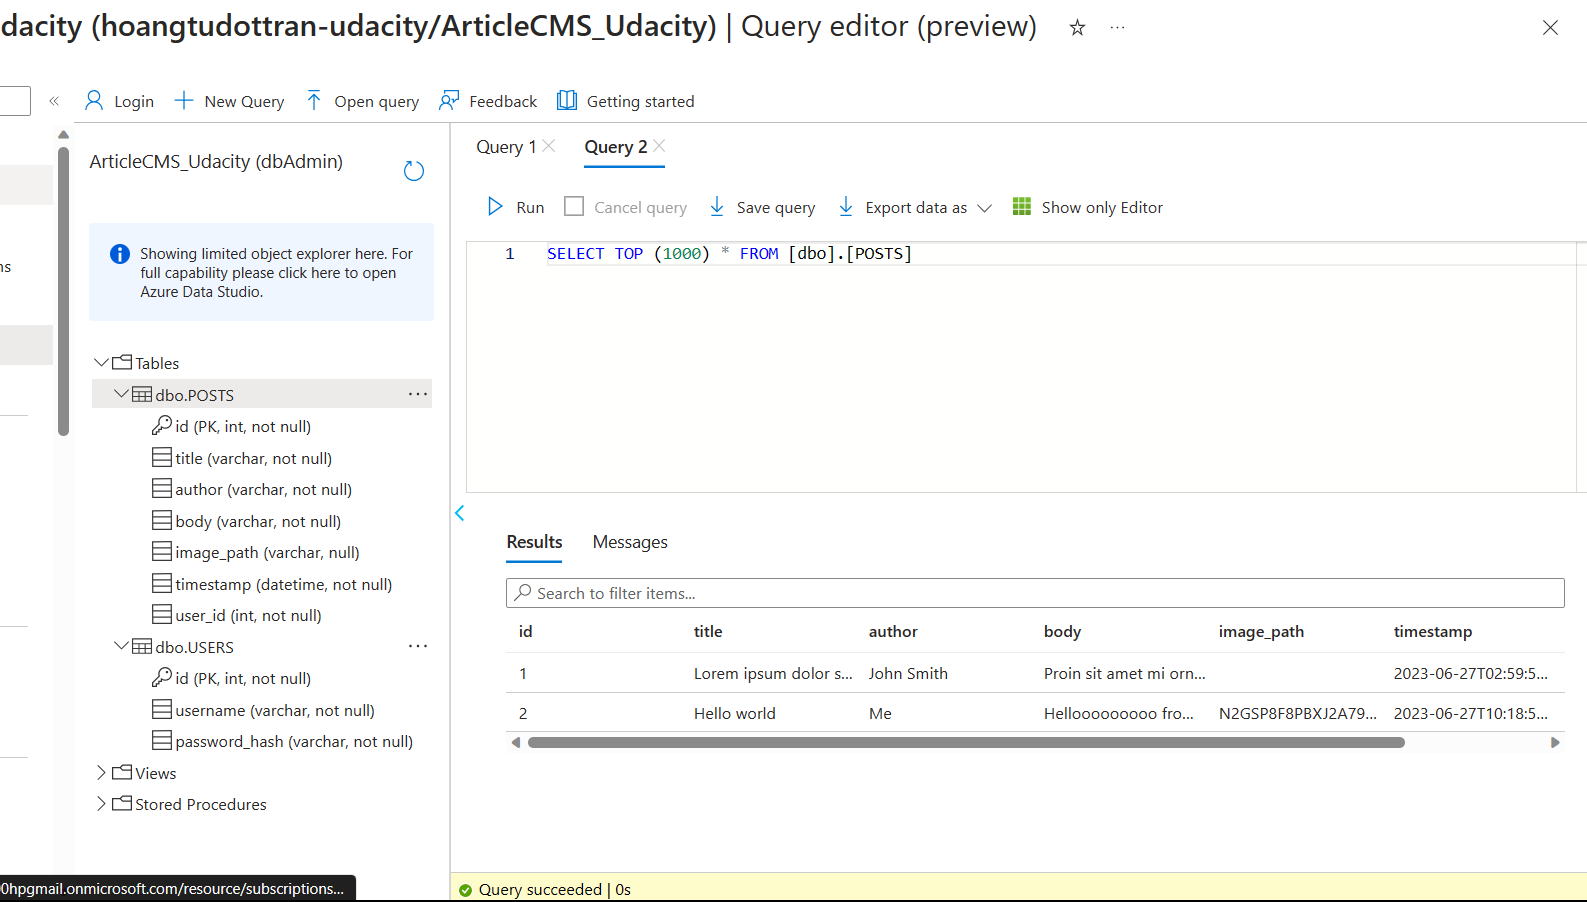 dacity (hoangtudottran-udacity/ArticleCMS_Udacity) | Query editor (preview)
Login
New Query
Open query
Feedback
Getting started
ArticleCMS_Udacity (dbAdmin)
Showing limited object explorer here. For
full capability please click here to open
Azure Data Studio.
ns
Tables
dbo.POSTS
id (PK, int, not null)
title (varchar, not null)
author (varchar, not null)
body (varchar, not null)
image_path (varchar, null)
timestamp (datetime, not null)
user_id (int, not null)
dbo.USERS
id (PK, int, not null)
username (varchar, not null)
password_hash (varchar, not null)
Views
Stored Procedures
Query 1
Query 2
Run
Cancel query
Save query
Export data as
Show only Editor
1 SELECT TOP (1000) * FROM [dbo].[POSTS]
Results Messages
Search to filter items...
id title author body image_path timestamp
1 Lorem ipsum dolor s... John Smith Proin sit amet mi orn... 2023-06-27T02:59:5...
2 Hello world Me Hellooooooooo fro... N2GSP8F8PBXJ2A79... 2023-06-27T10:18:5...
0hpgmail.onmicrosoft.com/resource/subscriptions...
Query succeeded | 0s